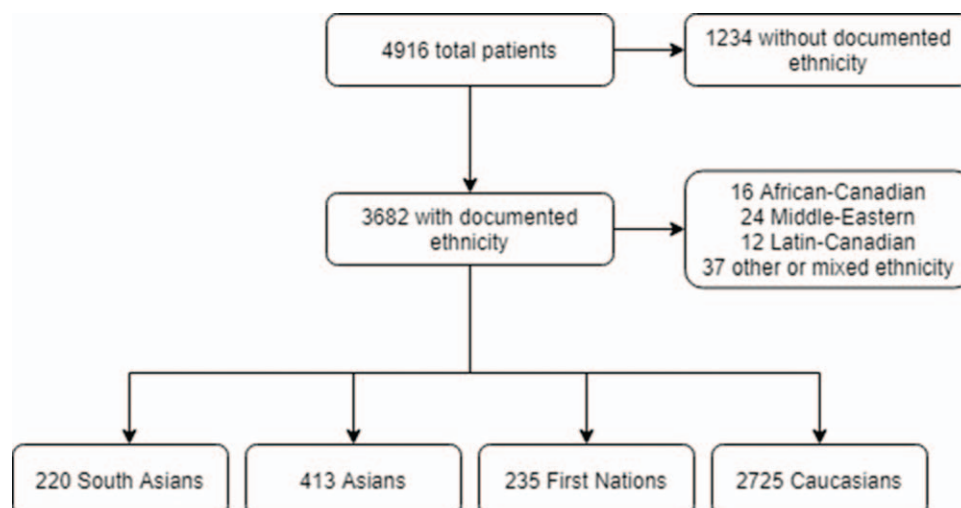 4916 total patients
1234 without documented
ethnicity
3682 with documented
ethnicity
16 African-Canadian
24 Middle-Eastern
12 Latin-Canadian
37 other or mixed ethnicity
220 South Asians
413 Asians
235 First Nations
2725 Caucasians